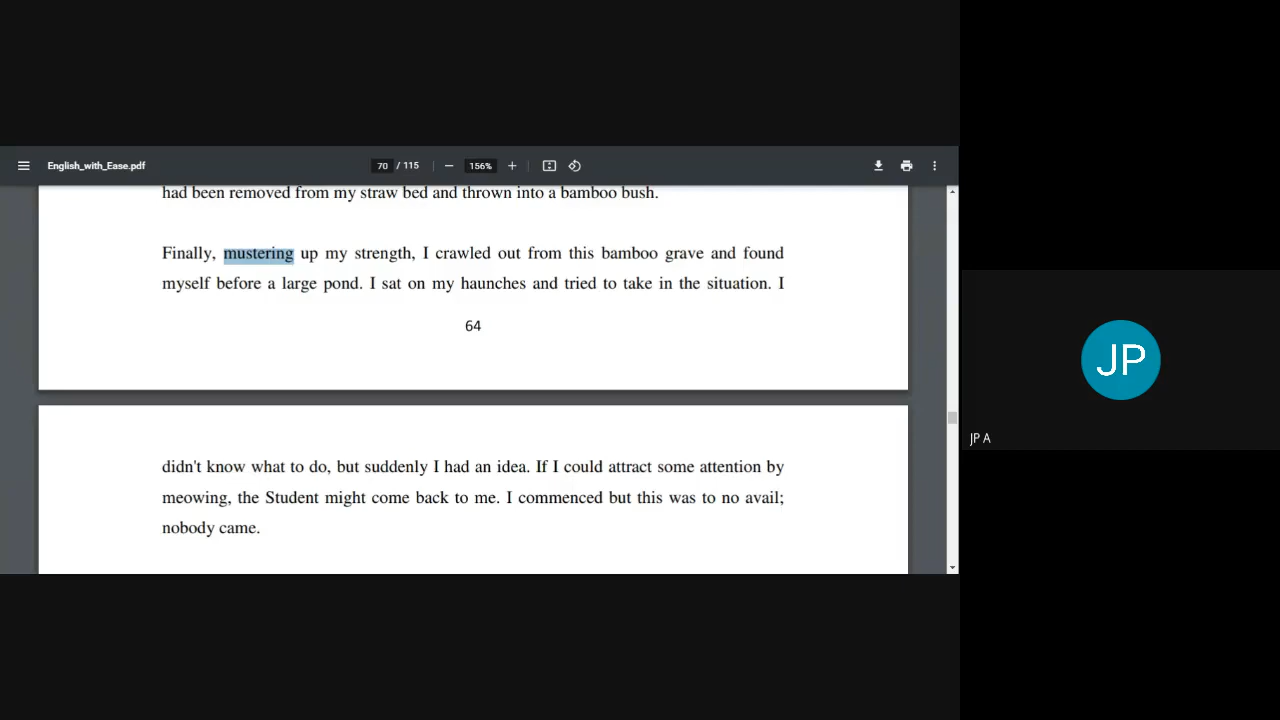 English_with_Ease.pdf
70 / 115
156%
had been removed from my straw bed and thrown into a bamboo bush.
Finally, mustering up my strength, I crawled out from this bamboo grave and found
myself before a large pond. I sat on my haunches and tried to take in the situation. I
64
didn't know what to do, but suddenly I had an idea. If I could attract some attention by
meowing, the Student might come back to me. I commenced but this was to no avail;
nobody came.
JP
JP A